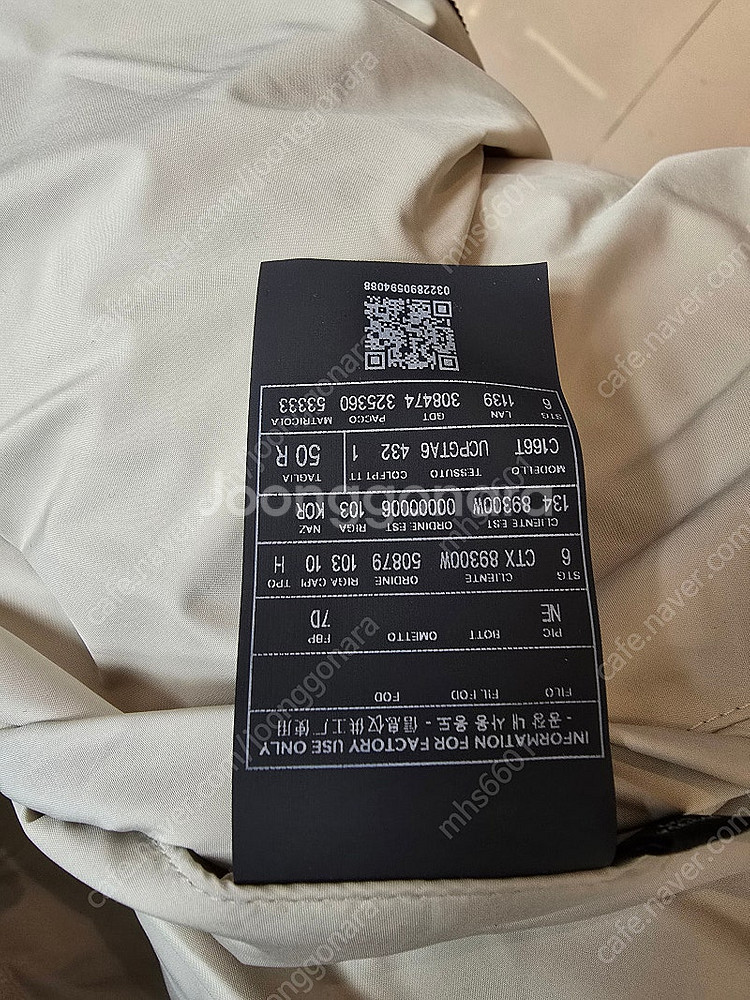 INFORMATION FOR FACTORY USE ONLY
- 공장 내 사용 용도 - 信息仅供工厂使用
FILO FIL FOD FOD
PIC ROTT OMETTO FBP
NE 7D
STG CLIENTE ORDINE RIGA CAPI TPO
6 CTX 89300W 50879 103 10 H
CLIENTE EST ORDINE EST RIGA NAZ
134 89300W 00000006 103 KOR
MODELLO TESSUTO COLFPT TT TAGLIA
C166T UCPGTA6 432 1 50 R
STG LAN GDT PACCO MATRICOLA
6 1139 308474 325360 53333
0322890594088
Joonggonara
cafe.naver.com/joonggonara
mhs6601